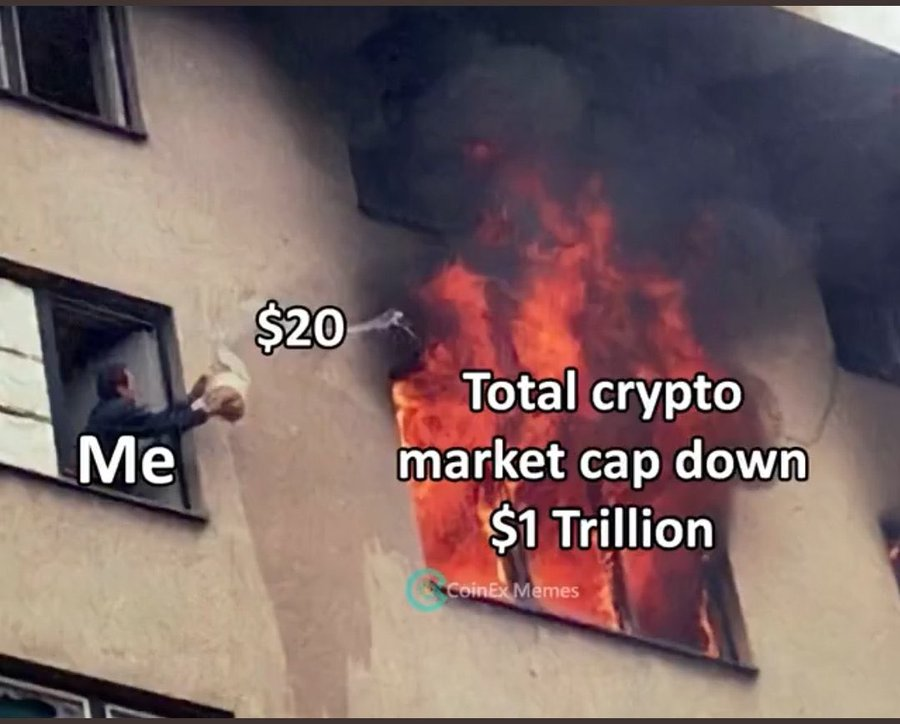 $20
Total crypto
market cap down
$1 Trillion
Me
CoinEx Memes